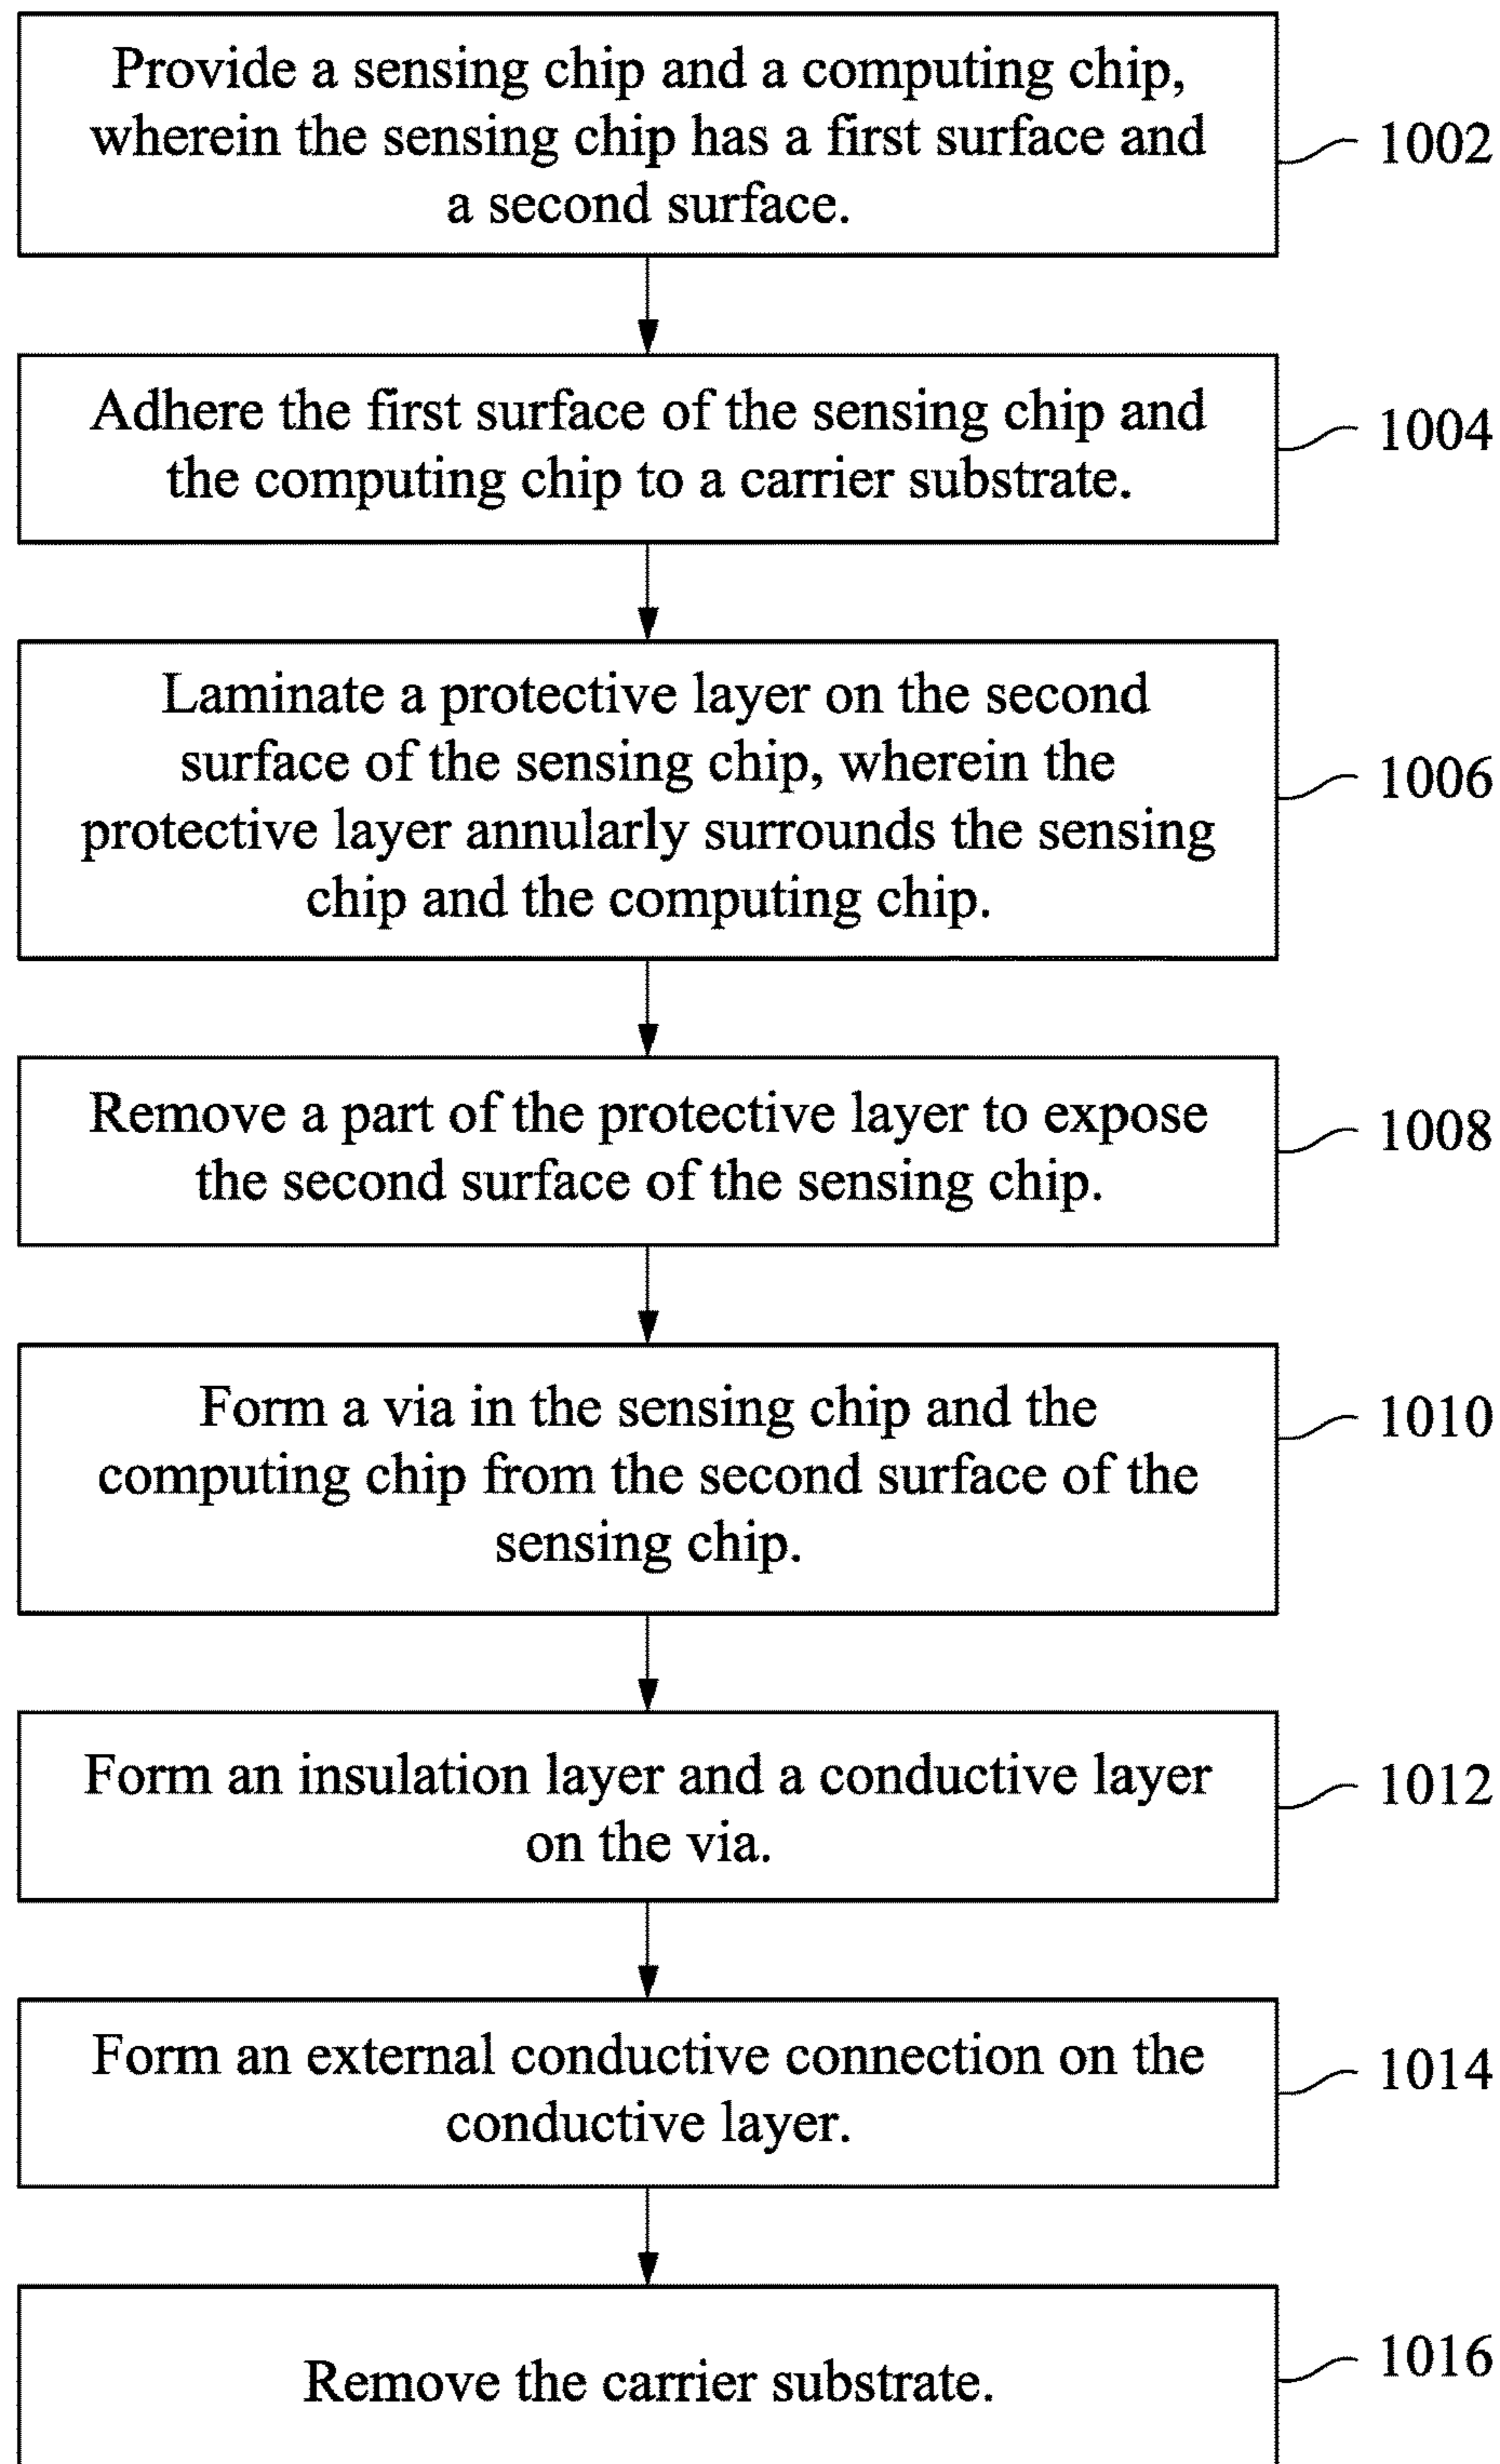 Provide a sensing chip and a computing chip,
wherein the sensing chip has a first surface and
a second surface.
1002
Adhere the first surface of the sensing chip and
the computing chip to a carrier substrate.
1004
Laminate a protective layer on the second
surface of the sensing chip, wherein the
protective layer annularly surrounds the sensing
chip and the computing chip.
1006
Remove a part of the protective layer to expose
the second surface of the sensing chip.
1008
Form a via in the sensing chip and the
computing chip from the second surface of the
sensing chip.
1010
Form an insulation layer and a conductive layer
on the via.
1012
Form an external conductive connection on the
conductive layer.
1014
Remove the carrier substrate.
1016